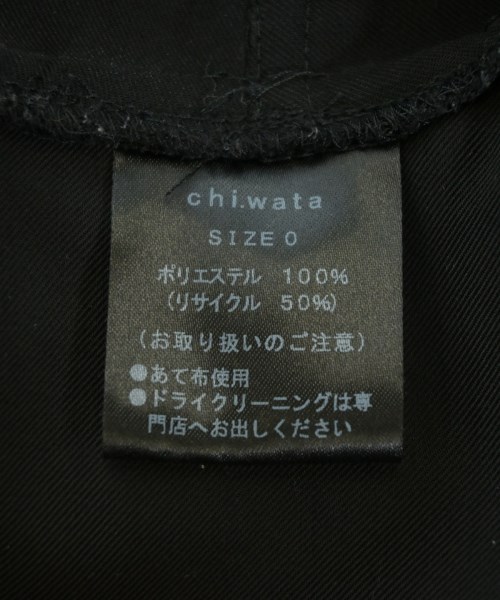 chi.wata
SIZE 0
ポリエステル 100%
(リサイクル 50%)
(お取り扱いのご注意)
●あて布使用
●ドライクリーニングは専
門店へお出しください